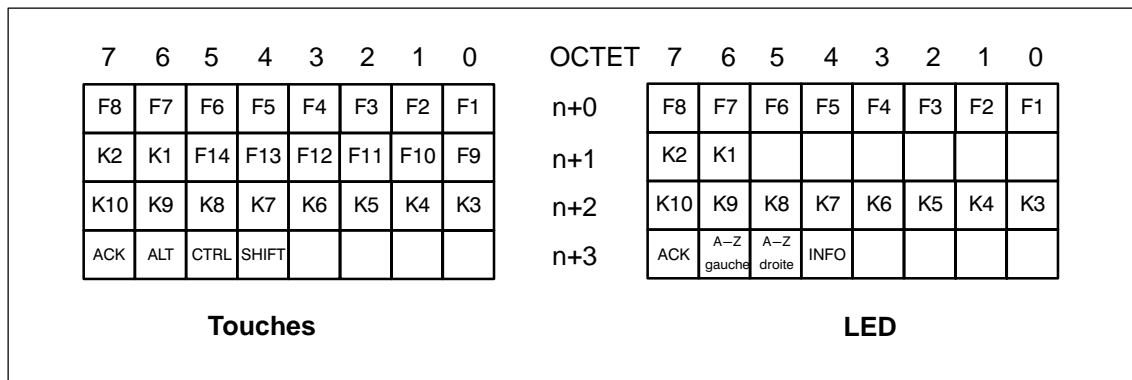 7 6 5 4 3 2 1 0 OCTET 7 6 5 4 3 2 1 0
F8 F7 F6 F5 F4 F3 F2 F1 n+0 F8 F7 F6 F5 F4 F3 F2 F1
K2 K1 F14 F13 F12 F11 F10 F9 n+1 K2 K1
K10 K9 K8 K7 K6 K5 K4 K3 n+2 K10 K9 K8 K7 K6 K5 K4 K3
ACK ALT CTRL SHIFT n+3 ACK A–Z gauche A–Z droite INFO
Touches LED